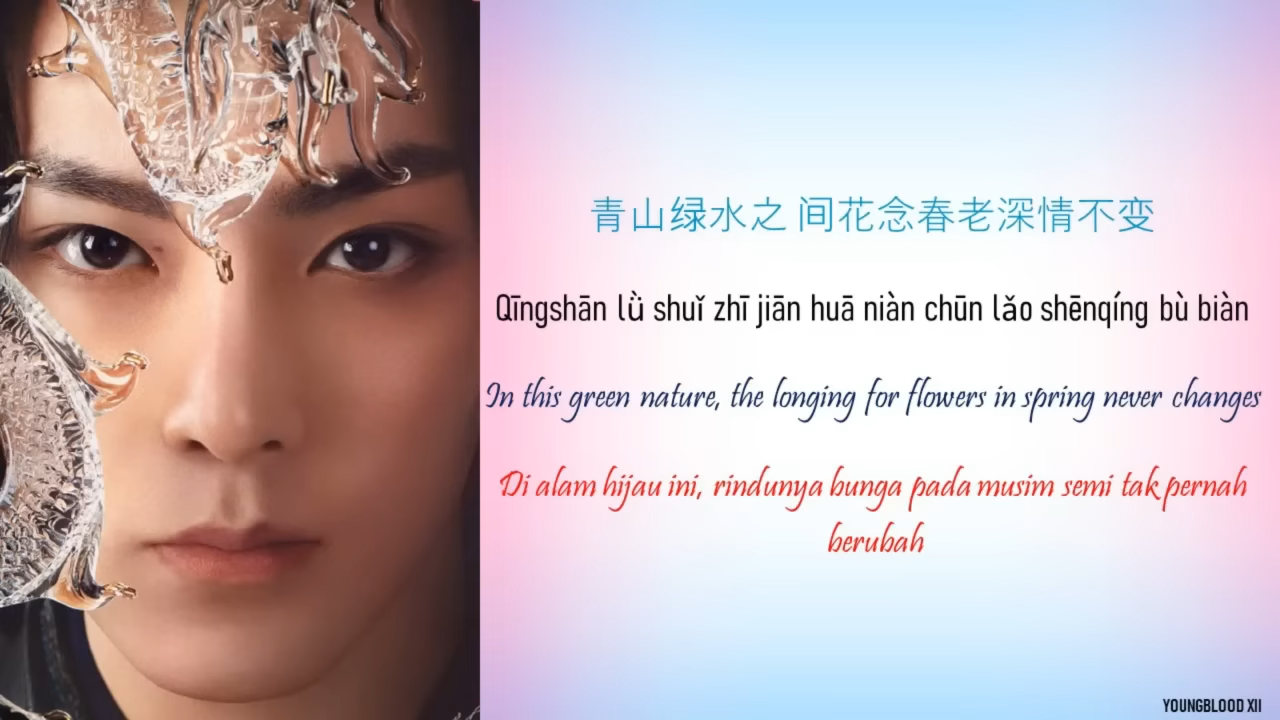 青山绿水之 间花念春老深情不变
Qīngshān lǜ shuǐ zhī jiān huā niàn chūn lǎo shēnqíng bù biàn
In this green nature, the longing for flowers in spring never changes
Di alam hijau ini, rindunya bunga pada musim semi tak pernah
berubah
YOUNGBLOOD XII